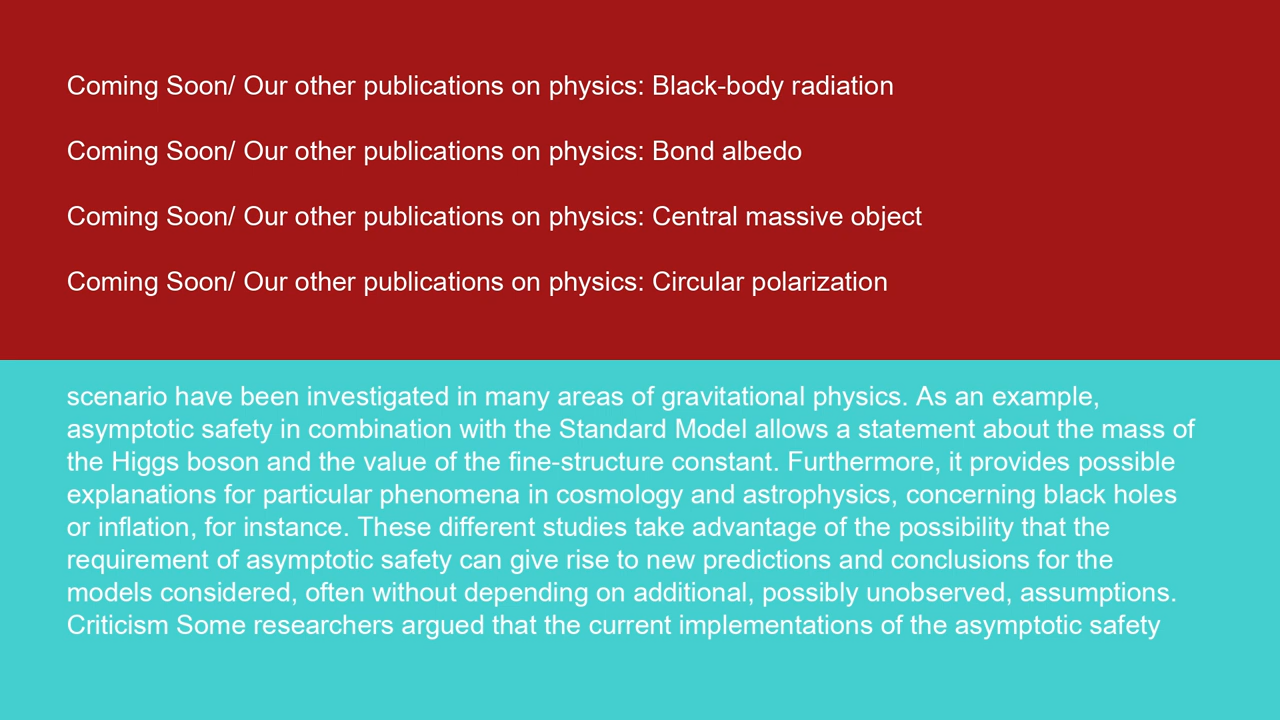 Coming Soon/ Our other publications on physics: Black-body radiation
Coming Soon/ Our other publications on physics: Bond albedo
Coming Soon/ Our other publications on physics: Central massive object
Coming Soon/ Our other publications on physics: Circular polarization
scenario have been investigated in many areas of gravitational physics. As an example,
asymptotic safety in combination with the Standard Model allows a statement about the mass of
the Higgs boson and the value of the fine-structure constant. Furthermore, it provides possible
explanations for particular phenomena in cosmology and astrophysics, concerning black holes
or inflation, for instance. These different studies take advantage of the possibility that the
requirement of asymptotic safety can give rise to new predictions and conclusions for the
models considered, often without depending on additional, possibly unobserved, assumptions.
Criticism Some researchers argued that the current implementations of the asymptotic safety